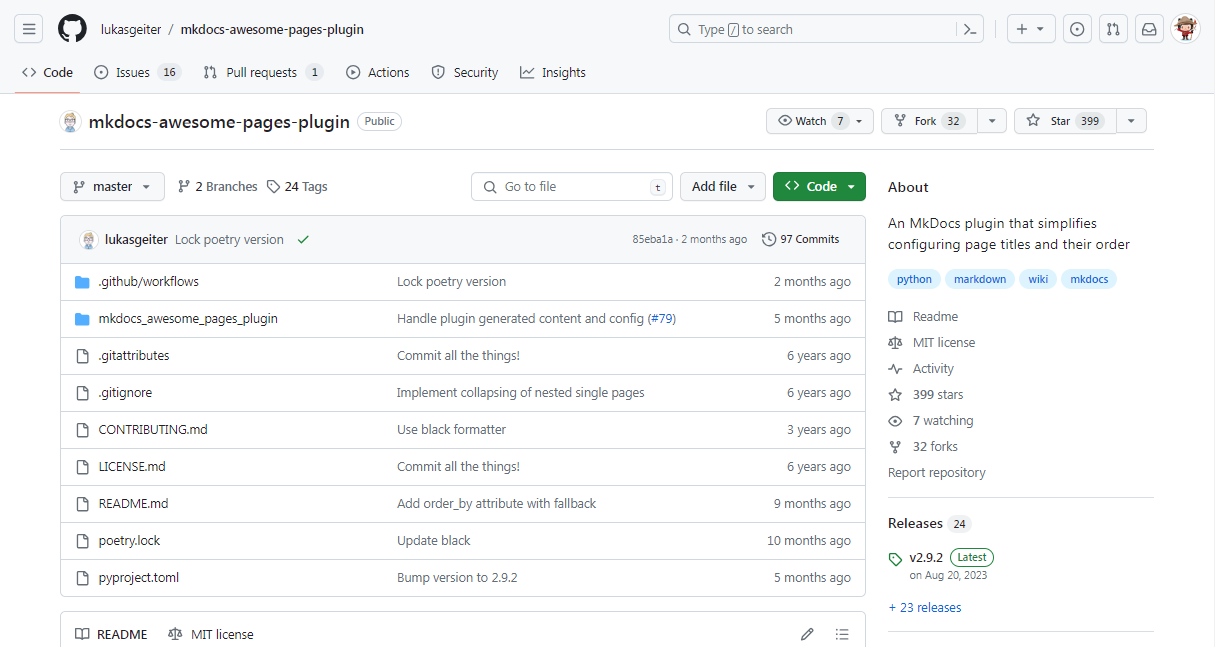 lukasgeiter / mkdocs-awesome-pages-plugin
Type / to search
Code
Issues 16
Pull requests 1
Actions
Security
Insights
mkdocs-awesome-pages-plugin Public
Watch 7
Fork 32
Star 399
master
2 Branches
24 Tags
Go to file t
Add file
Code
lukasgeiter Lock poetry version
85eba1a · 2 months ago
97 Commits
.github/workflows Lock poetry version 2 months ago
mkdocs_awesome_pages_plugin Handle plugin generated content and config (#79) 5 months ago
.gitattributes Commit all the things! 6 years ago
.gitignore Implement collapsing of nested single pages 6 years ago
CONTRIBUTING.md Use black formatter 3 years ago
LICENSE.md Commit all the things! 6 years ago
README.md Add order_by attribute with fallback 9 months ago
poetry.lock Update black 10 months ago
pyproject.toml Bump version to 2.9.2 5 months ago
README
MIT license
About
An MkDocs plugin that simplifies
configuring page titles and their order
python markdown wiki mkdocs
Readme
MIT license
Activity
399 stars
7 watching
32 forks
Report repository
Releases 24
v2.9.2 Latest
on Aug 20, 2023
+ 23 releases